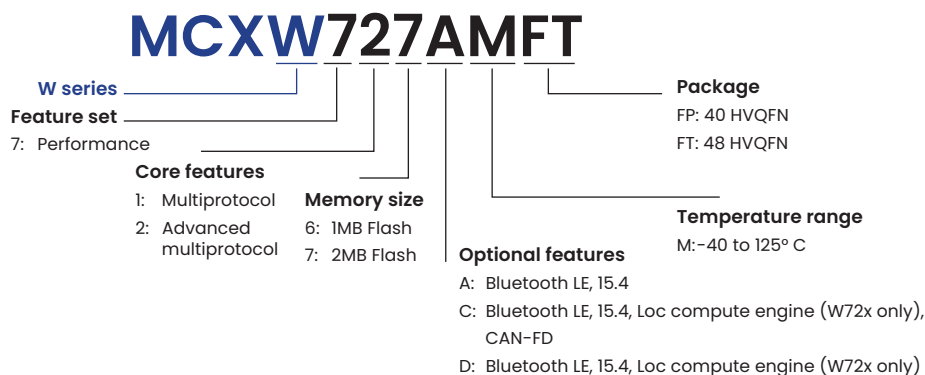 MCXW727AMFT
W series
Feature set
7: Performance
Core features
1: Multiprotocol
2: Advanced
multiprotocol
Memory size
6: 1MB Flash
7: 2MB Flash
Optional features
A: Bluetooth LE, 15.4
C: Bluetooth LE, 15.4, Loc compute engine (W72x only),
CAN-FD
D: Bluetooth LE, 15.4, Loc compute engine (W72x only)
Temperature range
M:-40 to 125° C
Package
FP: 40 HVQFN
FT: 48 HVQFN